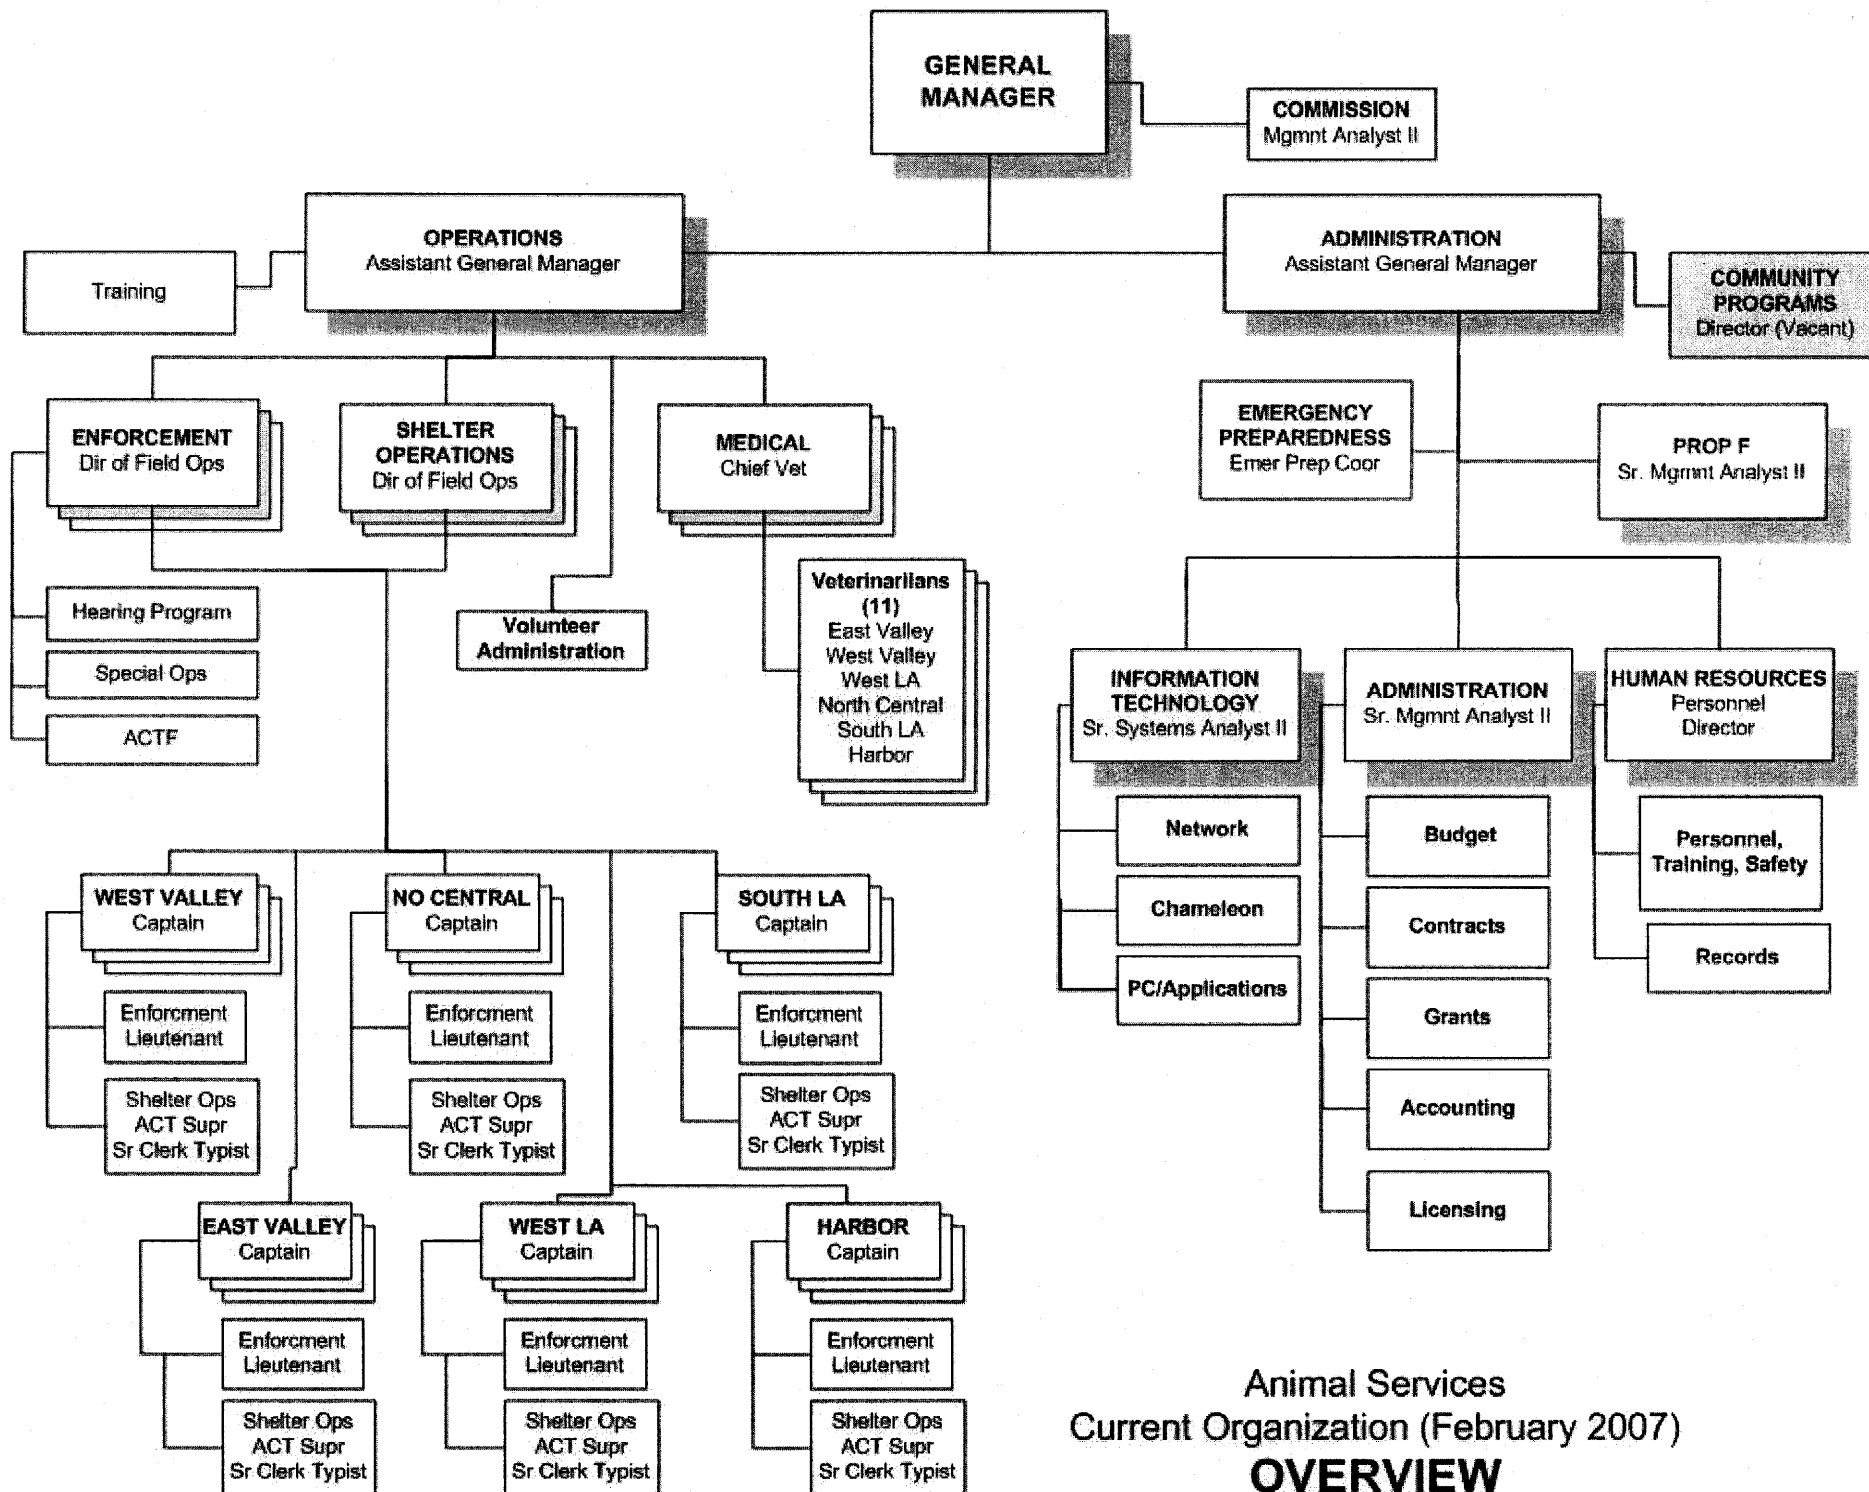 GENERAL
MANAGER
COMMISSION
Mgmnt Analyst II
OPERATIONS
Assistant General Manager
ADMINISTRATION
Assistant General Manager
Training
COMMUNITY
PROGRAMS
Director (Vacant)
ENFORCEMENT
Dir of Field Ops
SHELTER
OPERATIONS
Dir of Field Ops
MEDICAL
Chief Vet
EMERGENCY
PREPAREDNESS
Emer Prep Coor
PROP F
Sr. Mgmnt Analyst II
Hearing Program
Special Ops
ACTF
Volunteer
Administration
Veterinariians
(11)
East Valley
West Valley
West LA
North Central
South LA
Harbor
INFORMATION
TECHNOLOGY
Sr. Systems Analyst II
ADMINISTRATION
Sr. Mgmnt Analyst II
HUMAN RESOURCES
Personnel
Director
Network
Chameleon
PC/Applications
Budget
Contracts
Grants
Accounting
Licensing
Personnel,
Training, Safety
Records
WEST VALLEY
Captain
Enforcment
Lieutenant
Shelter Ops
ACT Supr
Sr Clerk Typist
NO CENTRAL
Captain
Enforcment
Lieutenant
Shelter Ops
ACT Supr
Sr Clerk Typist
SOUTH LA
Captain
Enforcment
Lieutenant
Shelter Ops
ACT Supr
Sr Clerk Typist
EAST VALLEY
Captain
Enforcment
Lieutenant
Shelter Ops
ACT Supr
Sr Clerk Typist
WEST LA
Captain
Enforcment
Lieutenant
Shelter Ops
ACT Supr
Sr Clerk Typist
HARBOR
Captain
Enforcment
Lieutenant
Shelter Ops
ACT Supr
Sr Clerk Typist
Animal Services
Current Organization (February 2007)
OVERVIEW